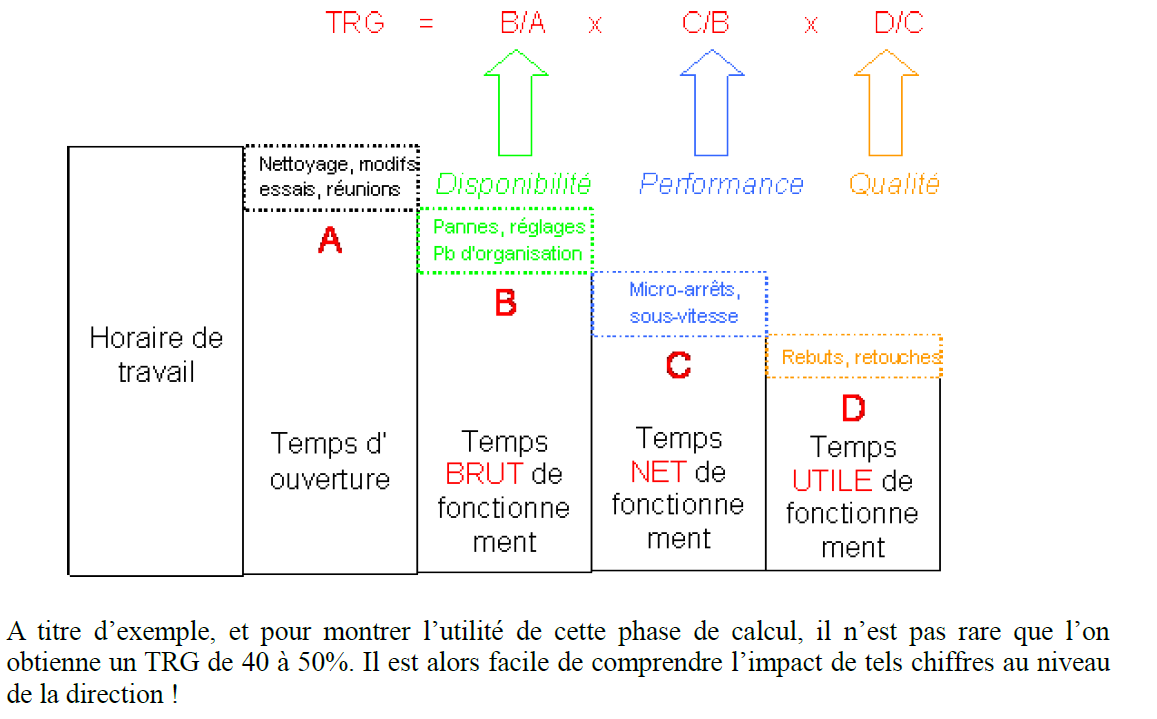 TRG = B/A x C/B x D/C
Nettoyage, modifs
essais, réunions
A
Disponibilité
Performance
Qualité
Pannes, réglages
Pb d'organisation
B
Micro-arrêts,
sous-vitesse
C
Rebuts, retouches
D
Horaire de
travail
Temps d'
ouverture
Temps
BRUT de
fonctionne
ment
Temps
NET de
fonctionne
ment
Temps
UTILE de
fonctionne
ment
A titre d’exemple, et pour montrer l’utilité de cette phase de calcul, il n’est pas rare que l’on
obtienne un TRG de 40 à 50%. Il est alors facile de comprendre l’impact de tels chiffres au niveau
de la direction !